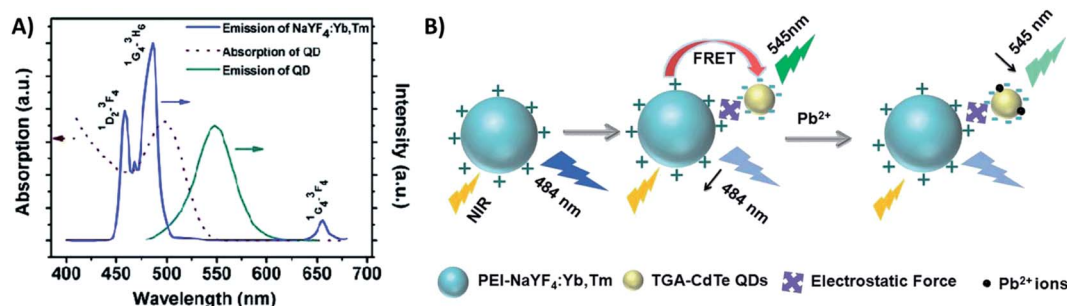 A)
Emission of NaYF₄:Yb,Tm
Absorption of QD
Emission of QD
¹D₂-³F₄
¹G₄-³H₆
¹G₄-³F₄
Absorption (a.u.)
Intensity (a.u.)
400 450 500 550 600 650 700
Wavelength (nm)
B)
+ + + + + + + +
NIR
484 nm
FRET
545nm
484 nm
Pb²⁺
545 nm
PEI-NaYF₄:Yb,Tm
TGA-CdTe QDs
Electrostatic Force
Pb²⁺ ions